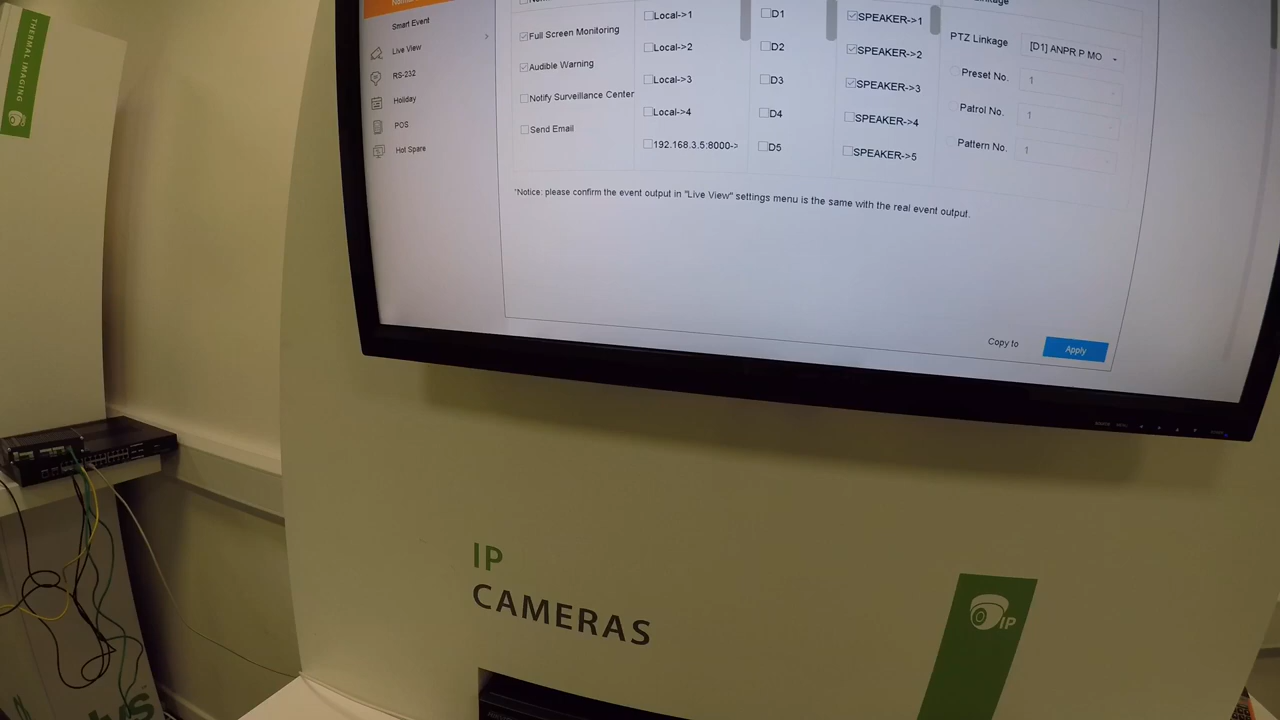 THERMAL IMAGING
Smart Event
Live View
RS-232
Holiday
POS
Hot Spare
Full Screen Monitoring
Audible Warning
Notify Surveillance Center
Send Email
Local->1
Local->2
Local->3
Local->4
192.168.3.5:8000->
D1
D2
D3
D4
D5
SPEAKER->1
SPEAKER->2
SPEAKER->3
SPEAKER->4
SPEAKER->5
PTZ Linkage
[D1] ANPR P MO
Preset No.
1
Patrol No.
1
Pattern No.
1
*Notice: please confirm the event output in "Live View" settings menu is the same with the real event output.
Copy to
Apply
IP
CAMERAS
IP